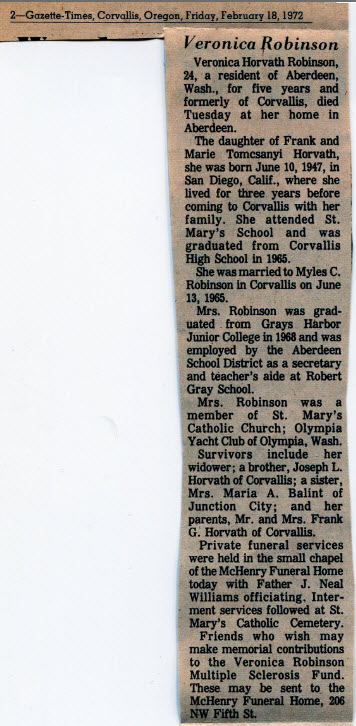 2—Gazette-Times, Corvallis, Oregon, Friday, February 18, 1972
Veronica Robinson
Veronica Horvath Robinson,
24, a resident of Aberdeen,
Wash., for five years and
formerly of Corvallis, died
Tuesday at her home in
Aberdeen.
The daughter of Frank and
Marie Tomcsanyi Horvath,
she was born June 10, 1947, in
San Diego, Calif., where she
lived for three years before
coming to Corvallis with her
family. She attended St.
Mary's School and was
graduated from Corvallis
High School in 1965.
She was married to Myles C.
Robinson in Corvallis on June
13, 1965.
Mrs. Robinson was grad-
uated from Grays Harbor
Junior College in 1968 and was
employed by the Aberdeen
School District as a secretary
and teacher's aide at Robert
Gray School.
Mrs. Robinson was a
member of St. Mary's
Catholic Church; Olympia
Yacht Club of Olympia, Wash.
Survivors include her
widower; a brother, Joseph L.
Horvath of Corvallis; a sister,
Mrs. Maria A. Balint of
Junction City; and her
parents, Mr. and Mrs. Frank
G. Horvath of Corvallis.
Private funeral services
were held in the small chapel
of the McHenry Funeral Home
today with Father J. Neal
Williams officiating. Inter-
ment services followed at St.
Mary's Catholic Cemetery.
Friends who wish may
make memorial contributions
to the Veronica Robinson
Multiple Sclerosis Fund.
These may be sent to the
McHenry Funeral Home, 206
NW Fifth St.